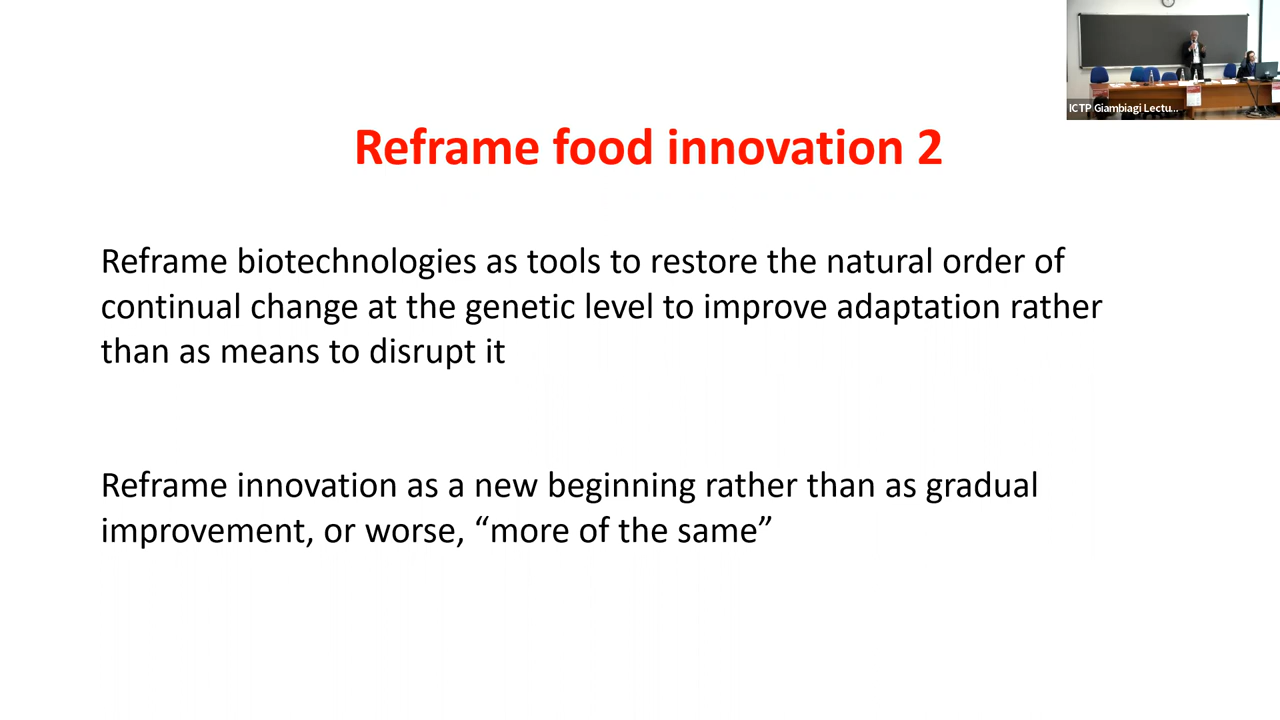 ICTP Giambiagi Lectu...
Reframe food innovation 2
Reframe biotechnologies as tools to restore the natural order of
continual change at the genetic level to improve adaptation rather
than as means to disrupt it
Reframe innovation as a new beginning rather than as gradual
improvement, or worse, “more of the same”